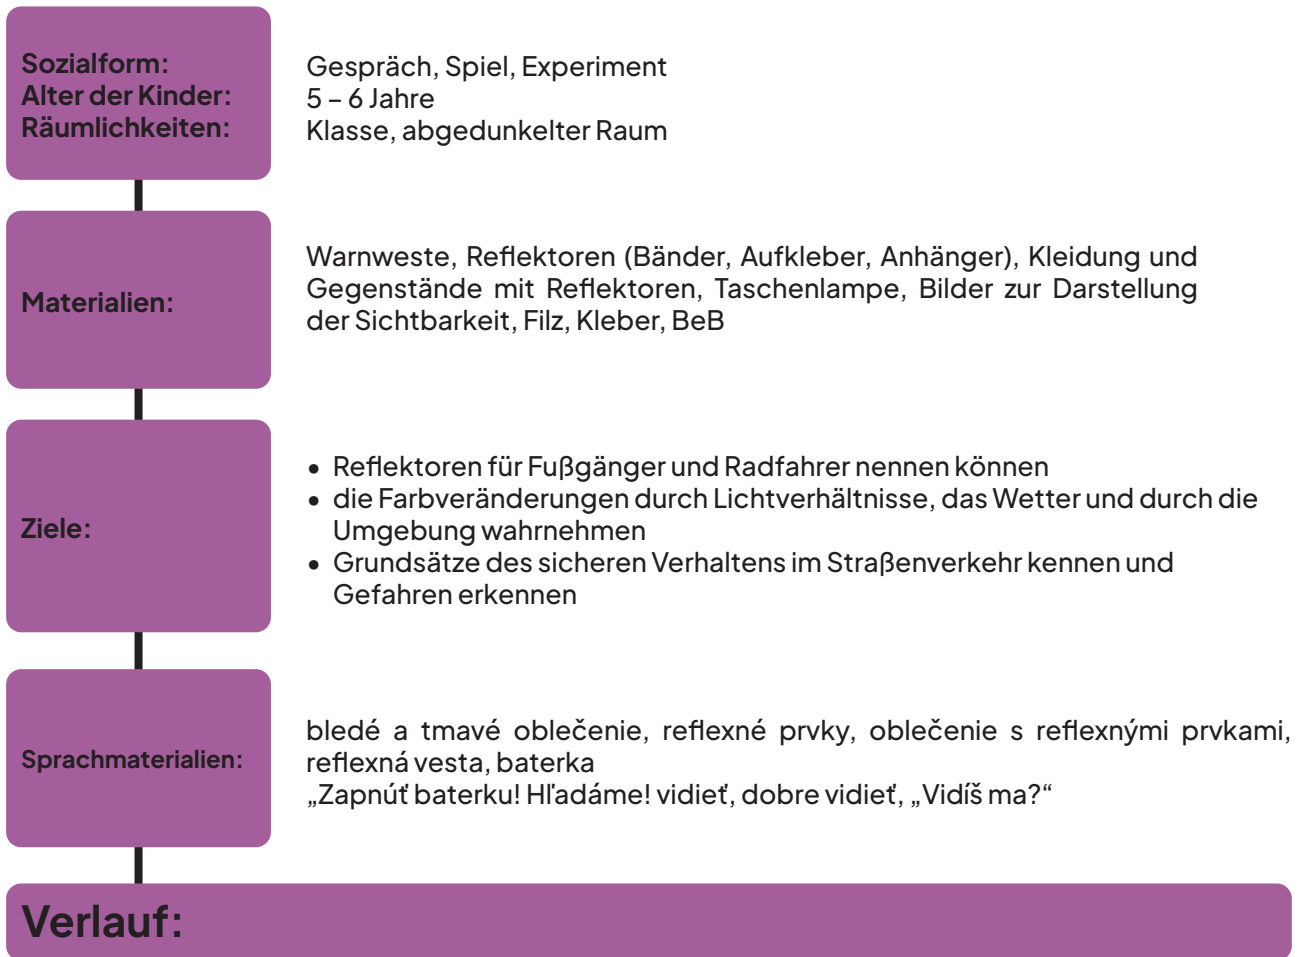 Sozialform:
Alter der Kinder:
Räumlichkeiten:
Gespräch, Spiel, Experiment
5 – 6 Jahre
Klasse, abgedunkelter Raum
Materialien:
Warnweste, Reflektoren (Bänder, Aufkleber, Anhänger), Kleidung und
Gegenstände mit Reflektoren, Taschenlampe, Bilder zur Darstellung
der Sichtbarkeit, Filz, Kleber, BeB
Ziele:
• Reflektoren für Fußgänger und Radfahrer nennen können
• die Farbveränderungen durch Lichtverhältnisse, das Wetter und durch die
Umgebung wahrnehmen
• Grundsätze des sicheren Verhaltens im Straßenverkehr kennen und
Gefahren erkennen
Sprachmaterialien:
bledé a tmavé oblečenie, reflexné prvky, oblečenie s reflexnými prvkami,
reflexná vesta, baterka
„Zapnúť baterku! Hľadáme! vidieť, dobre vidieť, „Vidíš ma?“
Verlauf: